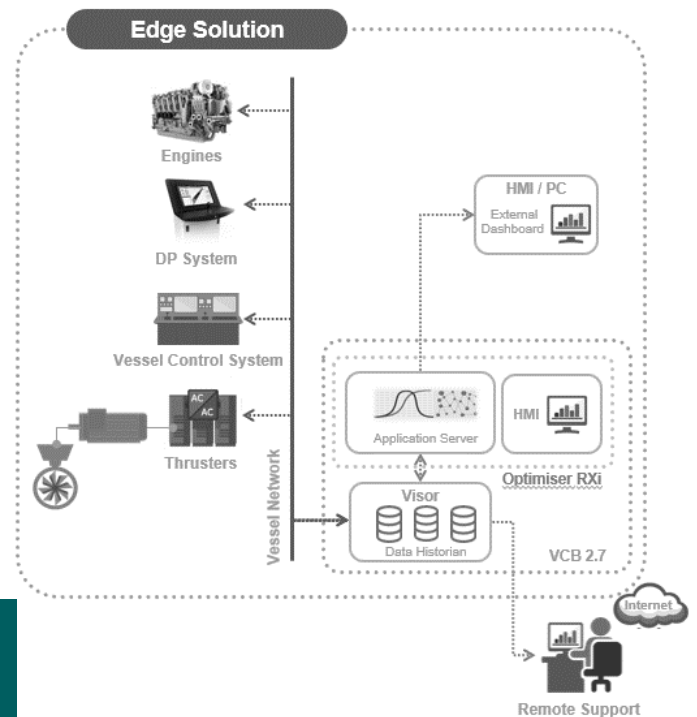 Edge Solution
Engines
DP System
Vessel Control System
AC
AC
Thrusters
Vessel Network
HMI / PC
External
Dashboard
Application Server
HMI
Optimiser RXi
Visor
Data Historian
VCB 2.7
Internet
Remote Support